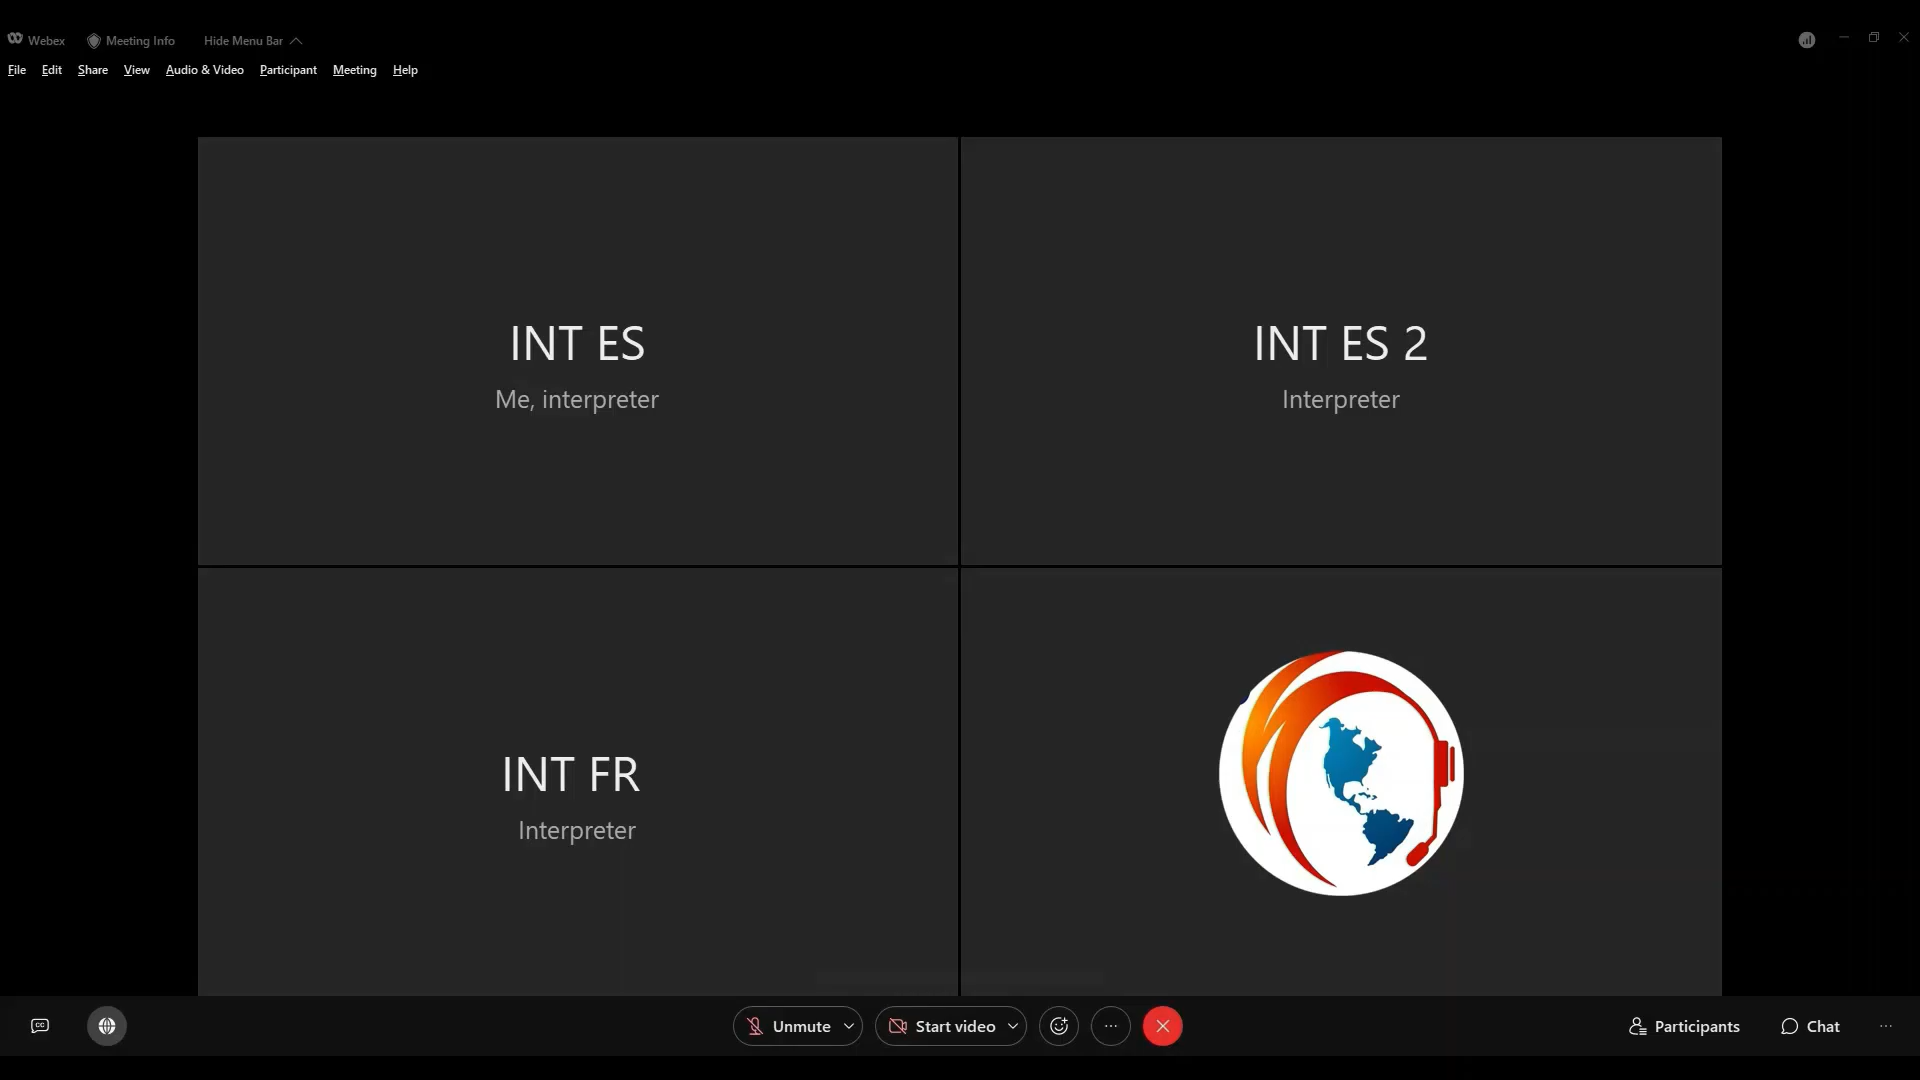 Webex Meeting Info Hide Menu Bar
File Edit Share View Audio & Video Participant Meeting Help
INT ES
Me, interpreter
INT ES 2
Interpreter
INT FR
Interpreter
CC Unmute Start video Participants Chat